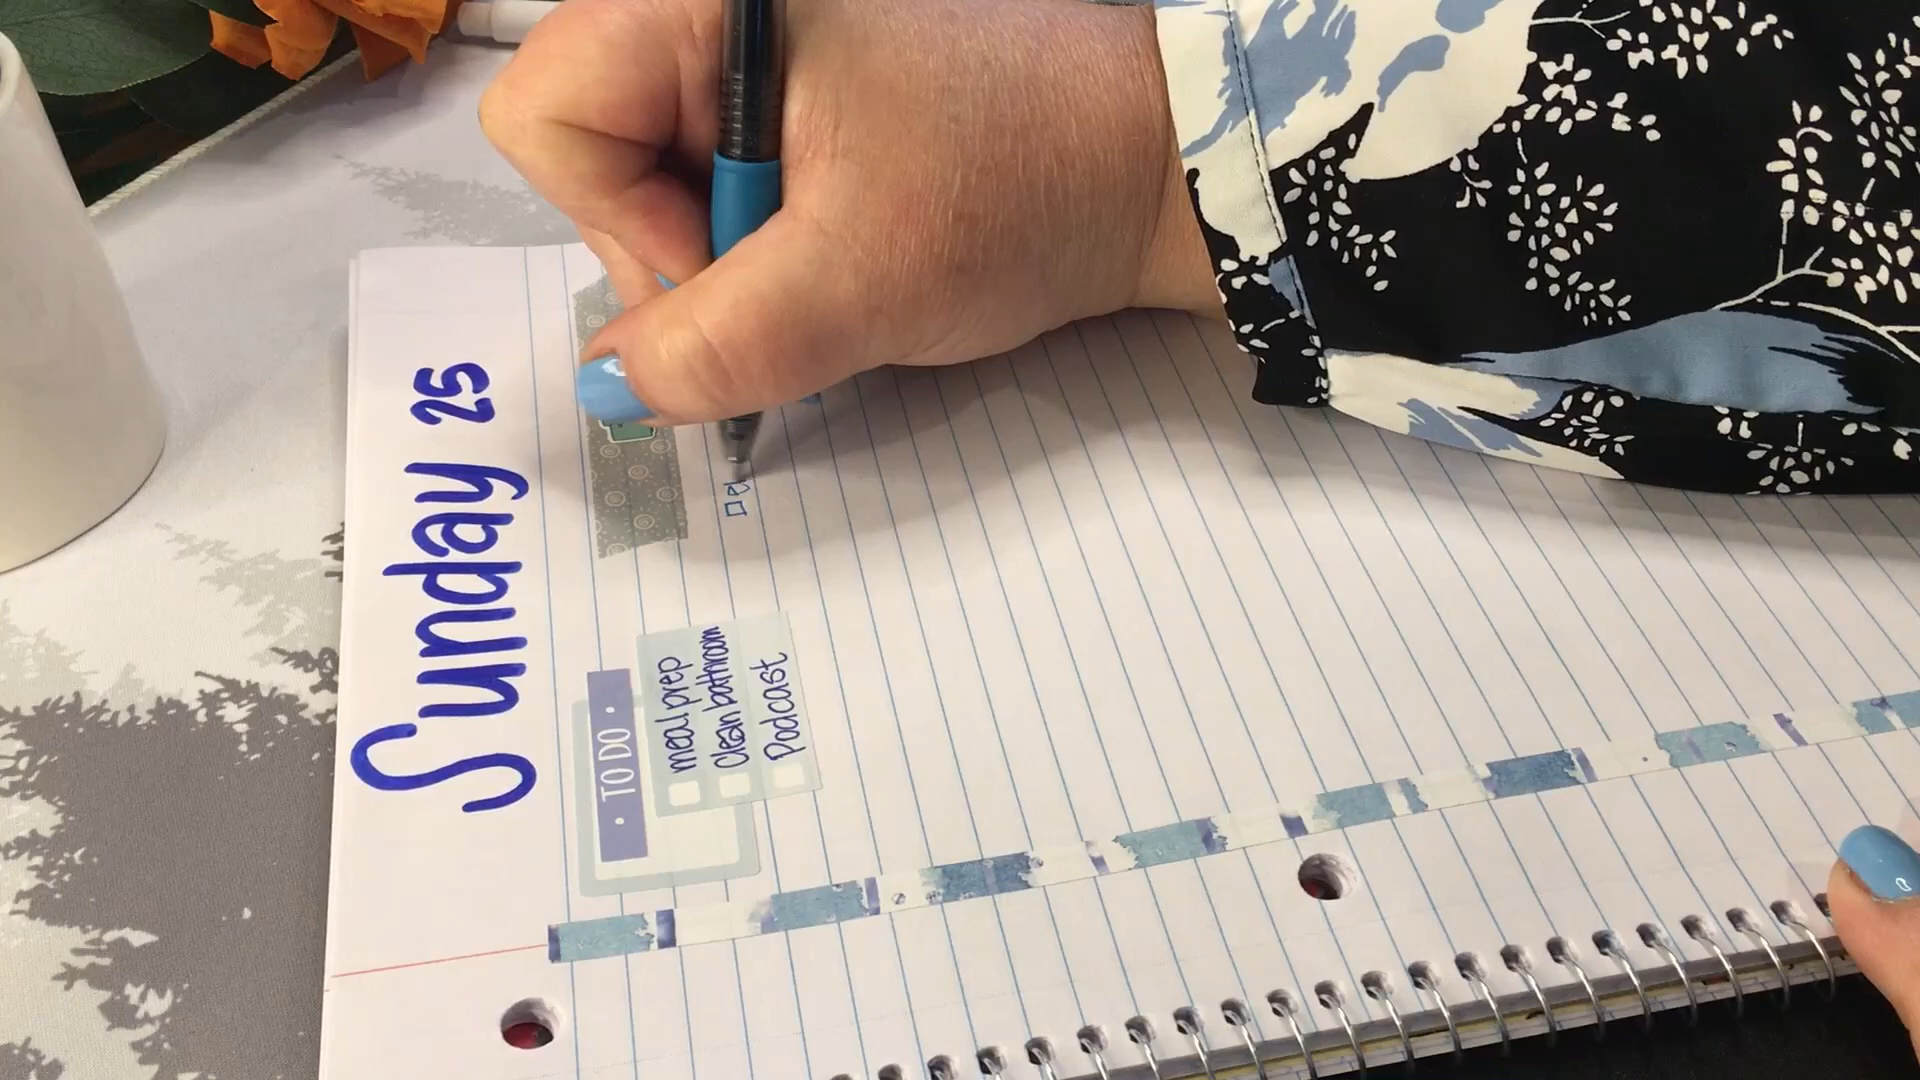 Sunday 25
• TO DO •
meal prep
clean bathroom
Podcast